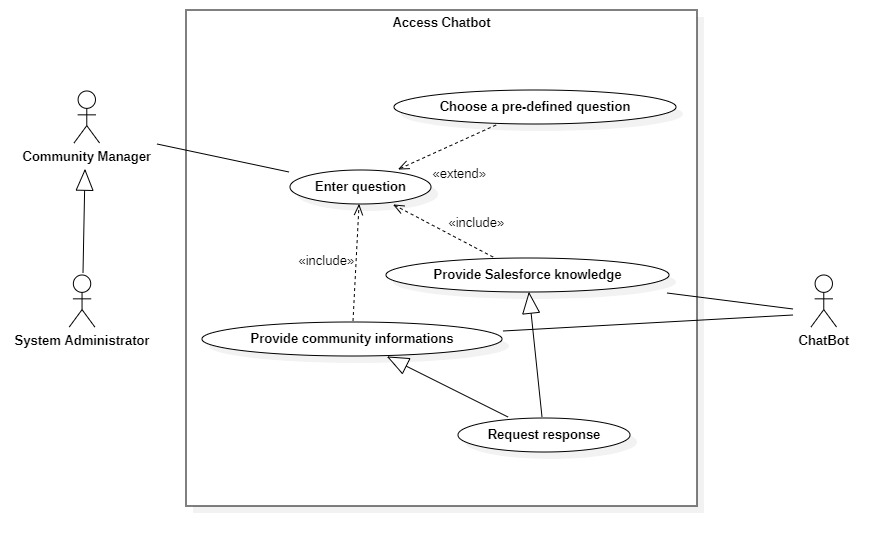 Access Chatbot
Choose a pre-defined question
Community Manager
«extend»
Enter question
«include»
«include»
Provide Salesforce knowledge
System Administrator
Provide community informations
ChatBot
Request response